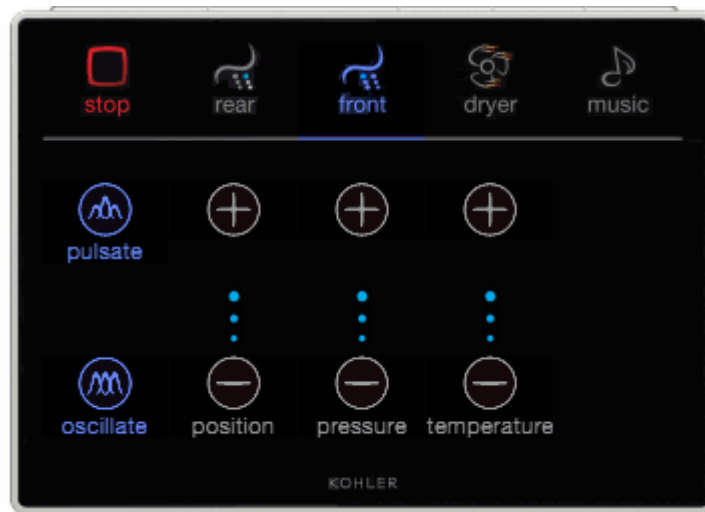 stop rear front dryer music
pulsate
oscillate position pressure temperature
KOHLER